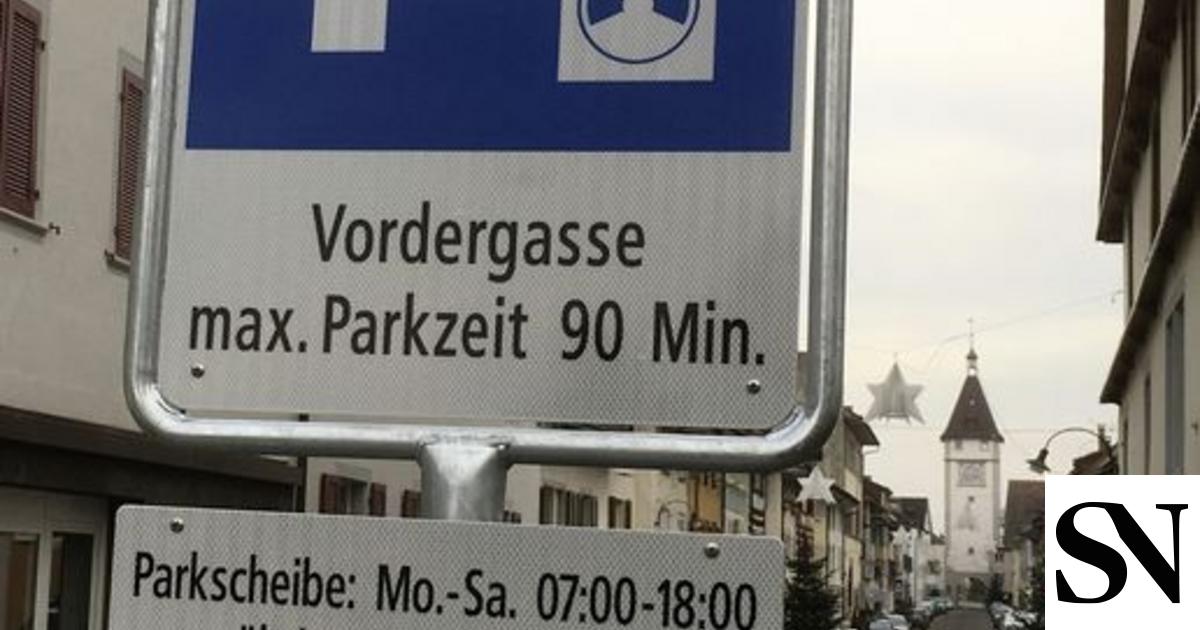 Vordergasse
max. Parkzeit 90 Min.
Parkscheibe: Mo.-Sa. 07:00-18:00
SN